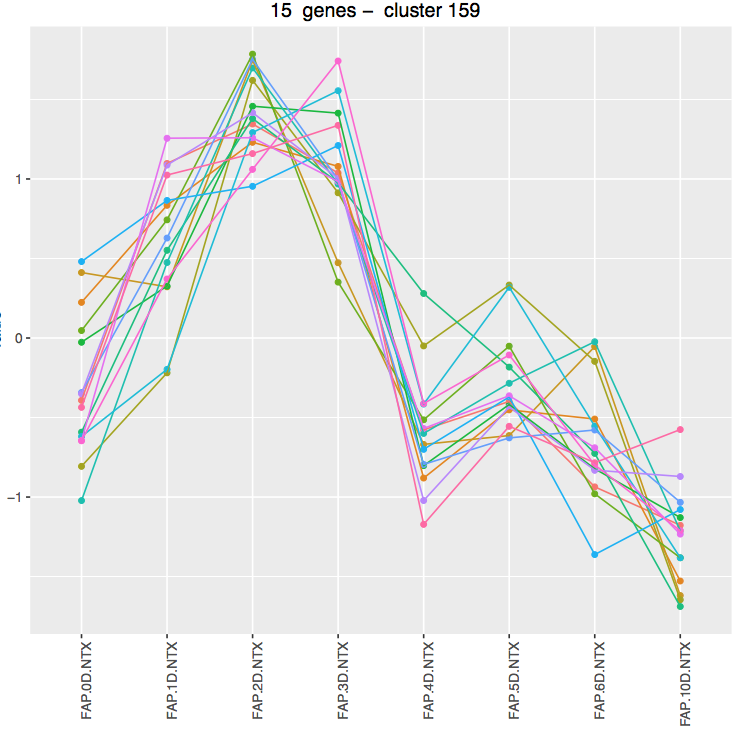 15 genes – cluster 159
1
0
−1
FAP.0D.NTX
FAP.1D.NTX
FAP.2D.NTX
FAP.3D.NTX
FAP.4D.NTX
FAP.5D.NTX
FAP.6D.NTX
FAP.10D.NTX